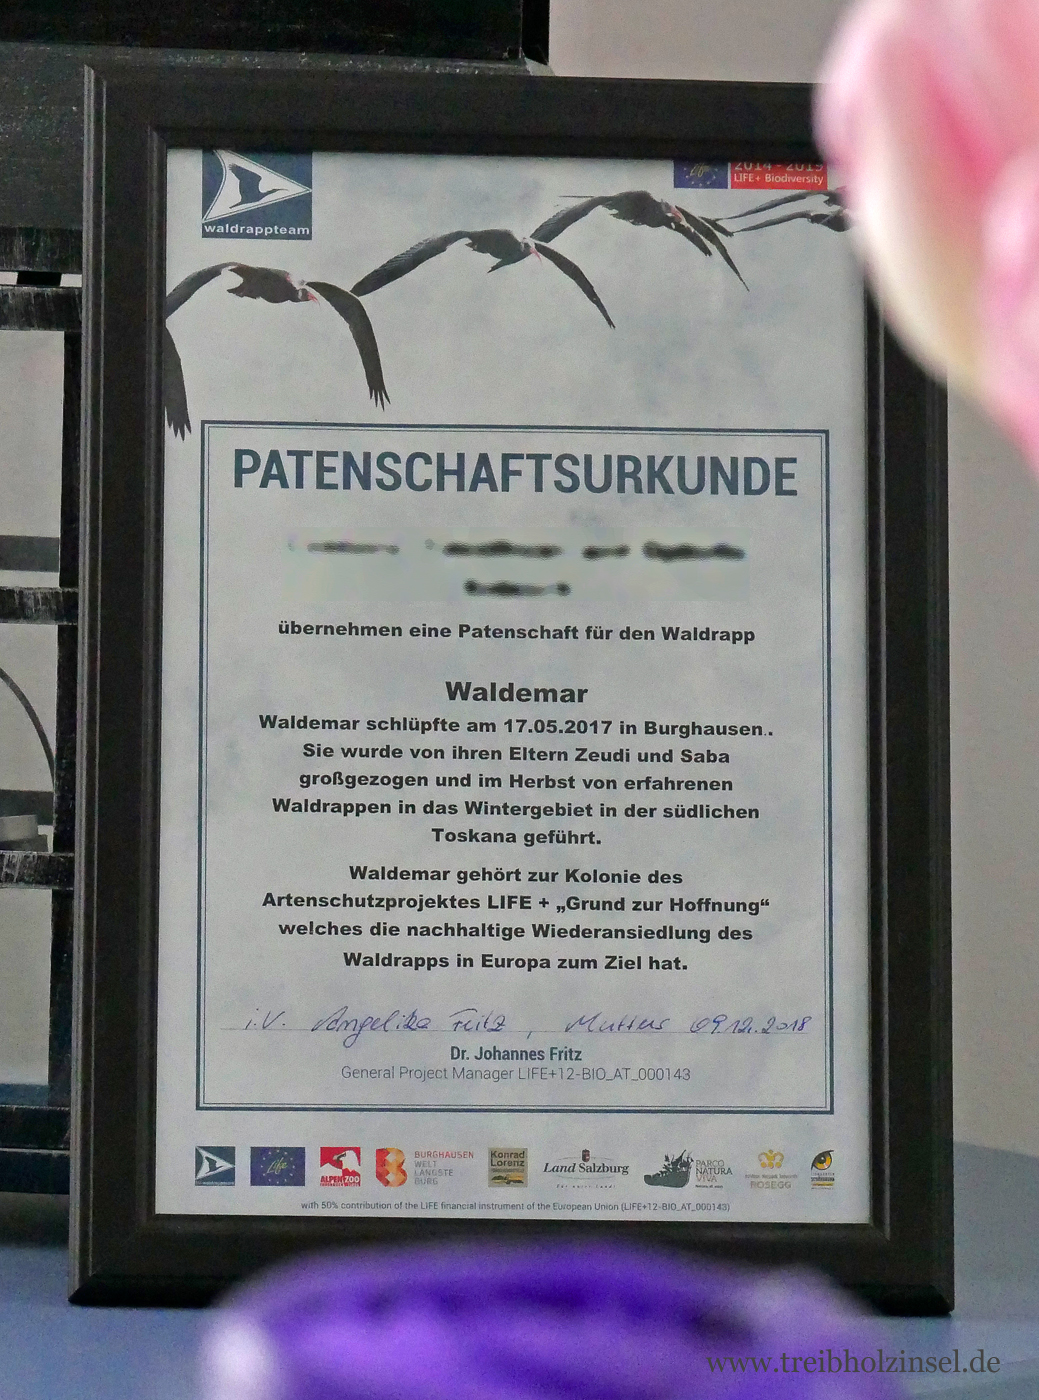 waldrappteam
2014 - 2019
Life
LIFE+ Biodiversity
PATENSCHAFTSURKUNDE
übernehmen eine Patenschaft für den Waldrapp
Waldemar
Waldemar schlüpfte am 17.05.2017 in Burghausen..
Sie wurde von ihren Eltern Zeudi und Saba
großgezogen und im Herbst von erfahrenen
Waldrappen in das Wintergebiet in der südlichen
Toskana geführt.
Waldemar gehört zur Kolonie des
Artenschutzprojektes LIFE + „Grund zur Hoffnung“
welches die nachhaltige Wiederansiedlung des
Waldrapps in Europa zum Ziel hat.
i.V. Angelika Fritz, Mutters 09.12.2018
Dr. Johannes Fritz
General Project Manager LIFE+12-BIO_AT_000143
Life
ALPENZOO
BURGHAUSEN
WELT
LÄNGSTE
BURG
Konrad
Lorenz
Land Salzburg
PARCO
NATURA
VIVA
ROSEGG
with 50% contribution of the LIFE financial instrument of the European Union (LIFE+12-BIO_AT_000143)
www.treibholzinsel.de